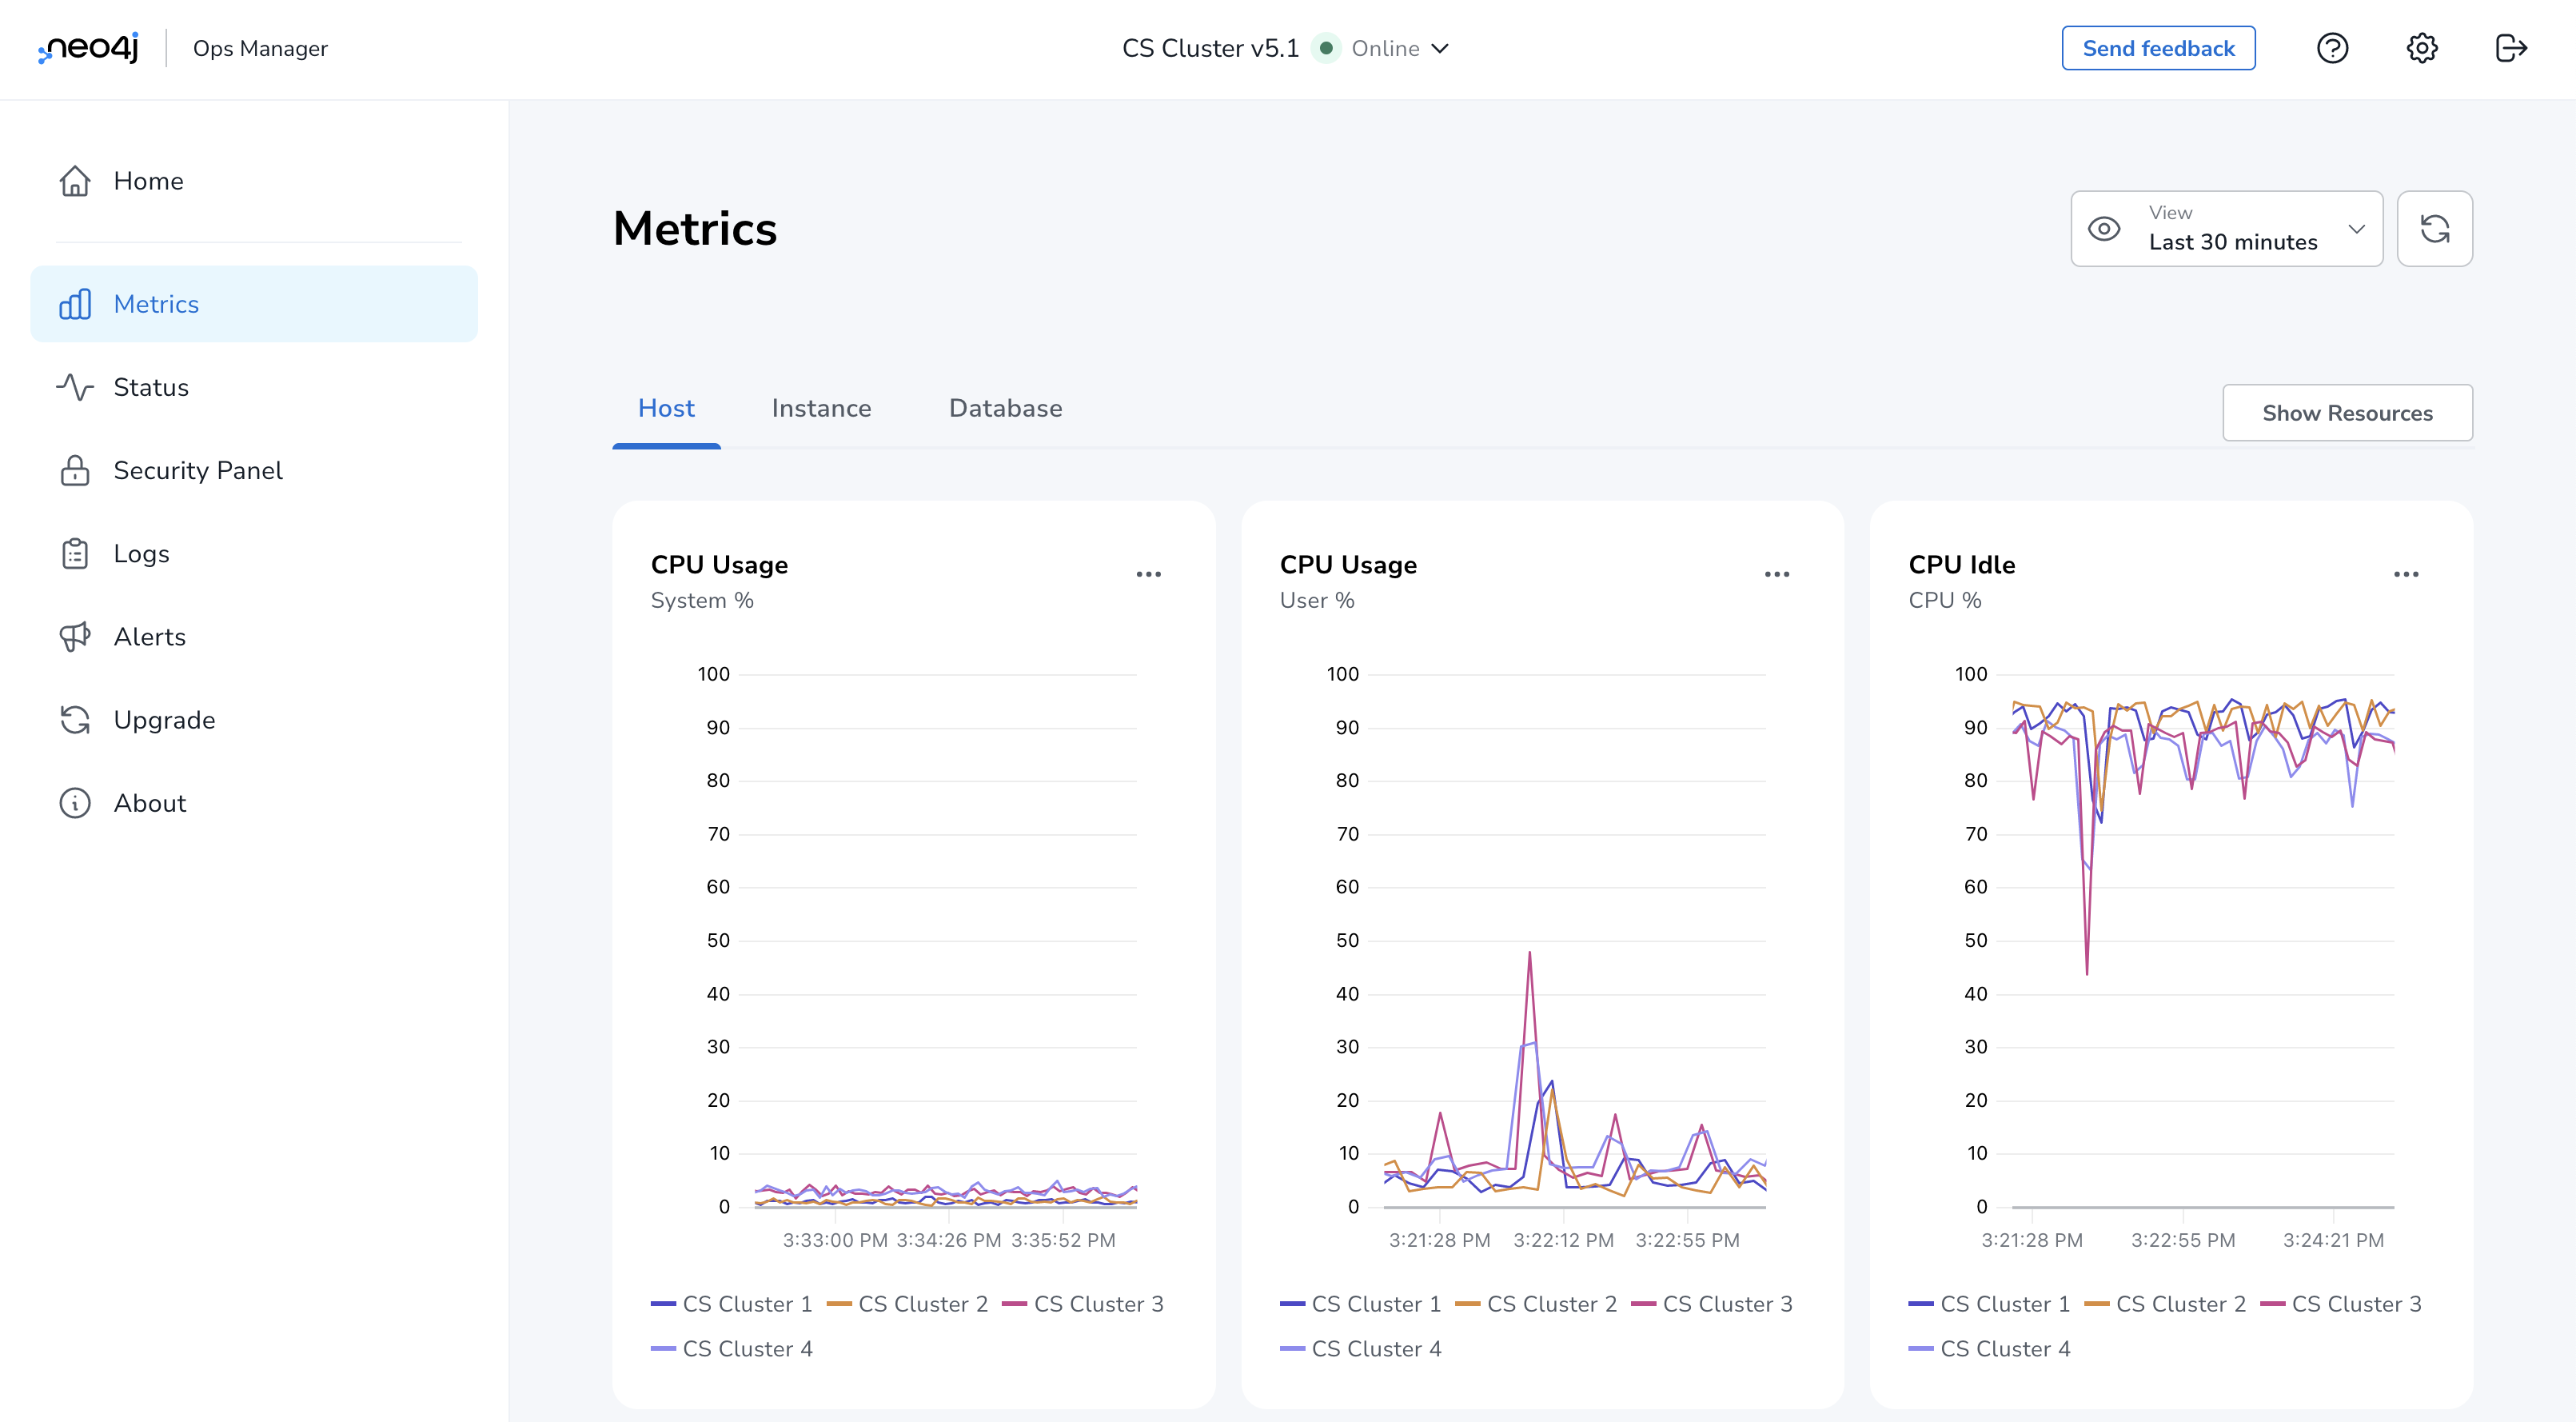 neo4j
Ops Manager
CS Cluster v5.1 Online
Send feedback
Home
Metrics
Status
Security Panel
Logs
Alerts
Upgrade
About
Metrics
View
Last 30 minutes
Host Instance Database
Show Resources
CPU Usage
System %
100
90
80
70
60
50
40
30
20
10
0
3:33:00 PM 3:34:26 PM 3:35:52 PM
CS Cluster 1 CS Cluster 2 CS Cluster 3
CS Cluster 4
CPU Usage
User %
100
90
80
70
60
50
40
30
20
10
0
3:21:28 PM 3:22:12 PM 3:22:55 PM
CS Cluster 1 CS Cluster 2 CS Cluster 3
CS Cluster 4
CPU Idle
CPU %
100
90
80
70
60
50
40
30
20
10
0
3:21:28 PM 3:22:55 PM 3:24:21 PM
CS Cluster 1 CS Cluster 2 CS Cluster 3
CS Cluster 4